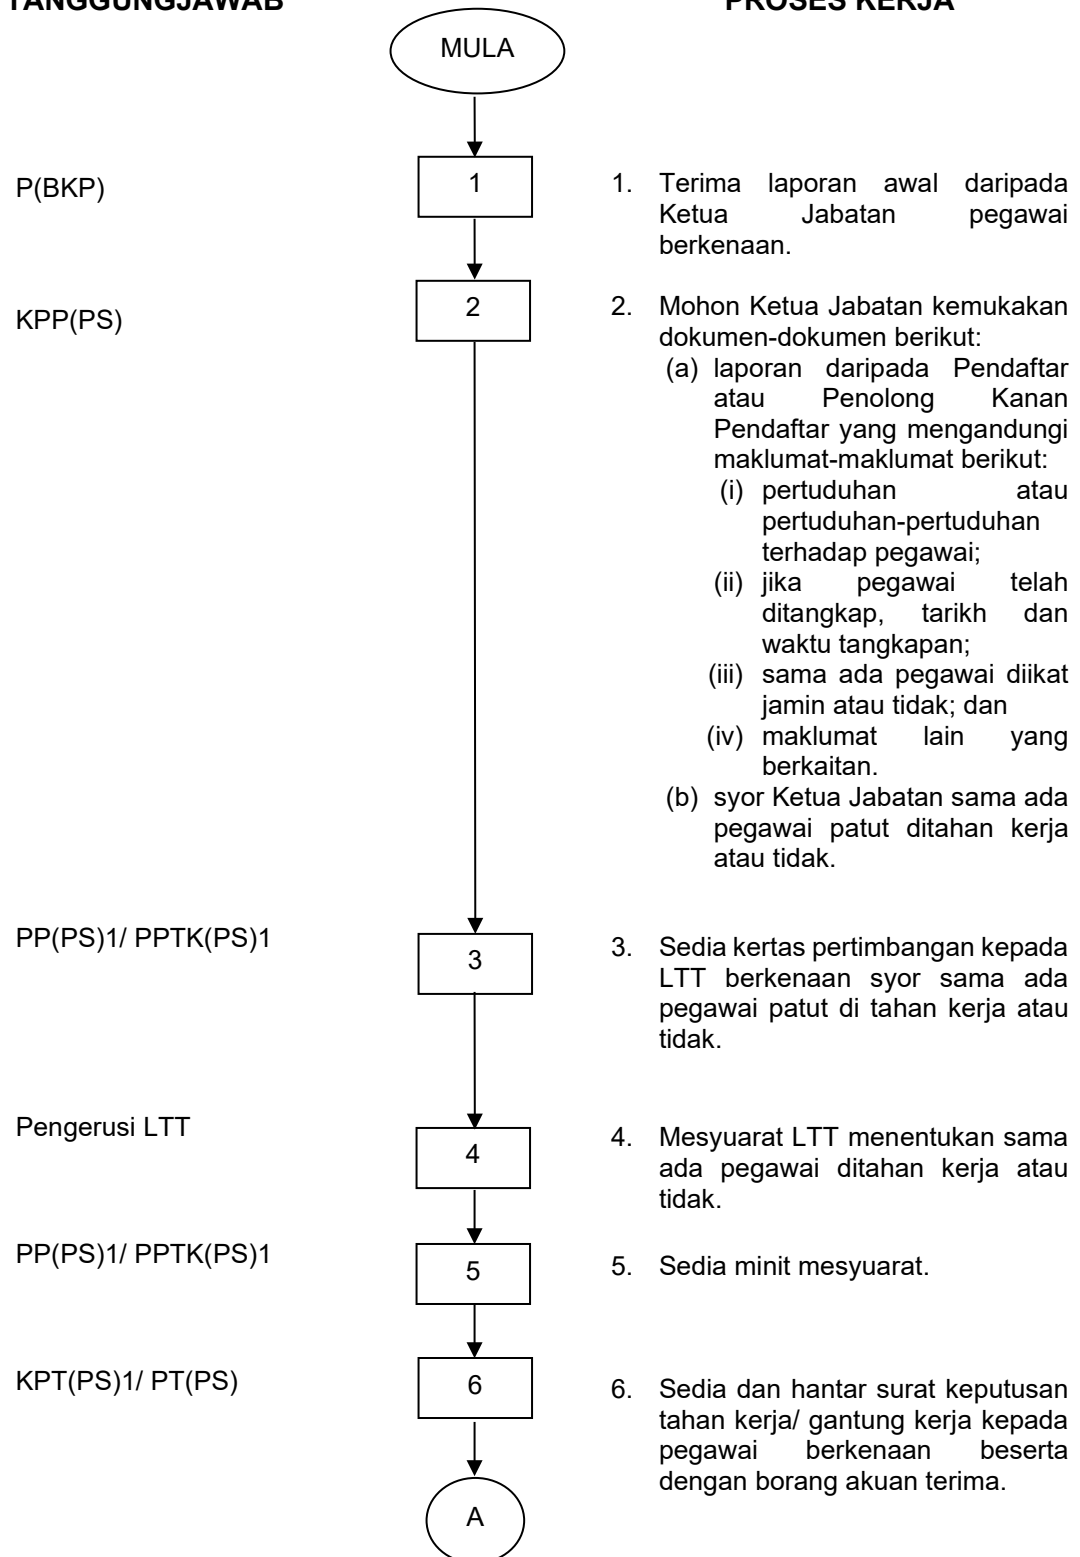 TANGGUNGJAWAB
PROSES KERJA
MULA
P(BKP)
1
1. Terima laporan awal daripada
Ketua Jabatan pegawai
berkenaan.
KPP(PS)
2
2. Mohon Ketua Jabatan kemukakan
dokumen-dokumen berikut:
(a) laporan daripada Pendaftar
atau Penolong Kanan
Pendaftar yang mengandungi
maklumat-maklumat berikut:
(i) pertuduhan atau
pertuduhan-pertuduhan
terhadap pegawai;
(ii) jika pegawai telah
ditangkap, tarikh dan
waktu tangkapan;
(iii) sama ada pegawai diikat
jamin atau tidak; dan
(iv) maklumat lain yang
berkaitan.
(b) syor Ketua Jabatan sama ada
pegawai patut ditahan kerja
atau tidak.
PP(PS)1/ PPTK(PS)1
3
3. Sedia kertas pertimbangan kepada
LTT berkenaan syor sama ada
pegawai patut di tahan kerja atau
tidak.
Pengerusi LTT
4
4. Mesyuarat LTT menentukan sama
ada pegawai ditahan kerja atau
tidak.
PP(PS)1/ PPTK(PS)1
5
5. Sedia minit mesyuarat.
KPT(PS)1/ PT(PS)
6
6. Sedia dan hantar surat keputusan
tahan kerja/ gantung kerja kepada
pegawai berkenaan beserta
dengan borang akuan terima.
A